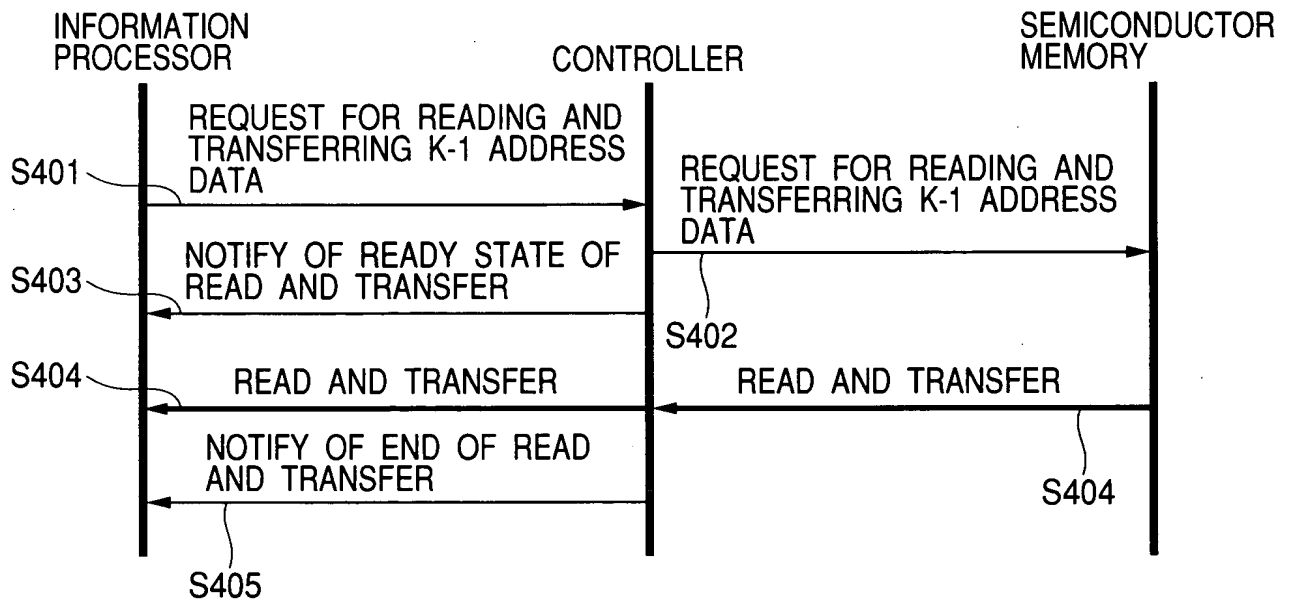 INFORMATION
PROCESSOR
CONTROLLER
SEMICONDUCTOR
MEMORY
REQUEST FOR READING AND
TRANSFERRING K-1 ADDRESS
DATA
S401
REQUEST FOR READING AND
TRANSFERRING K-1 ADDRESS
DATA
S402
NOTIFY OF READY STATE OF
READ AND TRANSFER
S403
S404
READ AND TRANSFER
READ AND TRANSFER
S404
NOTIFY OF END OF READ
AND TRANSFER
S405